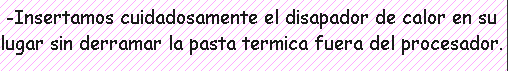 -Insertamos cuidadosamente el disapador de calor en su
lugar sin derramar la pasta termica fuera del procesador.